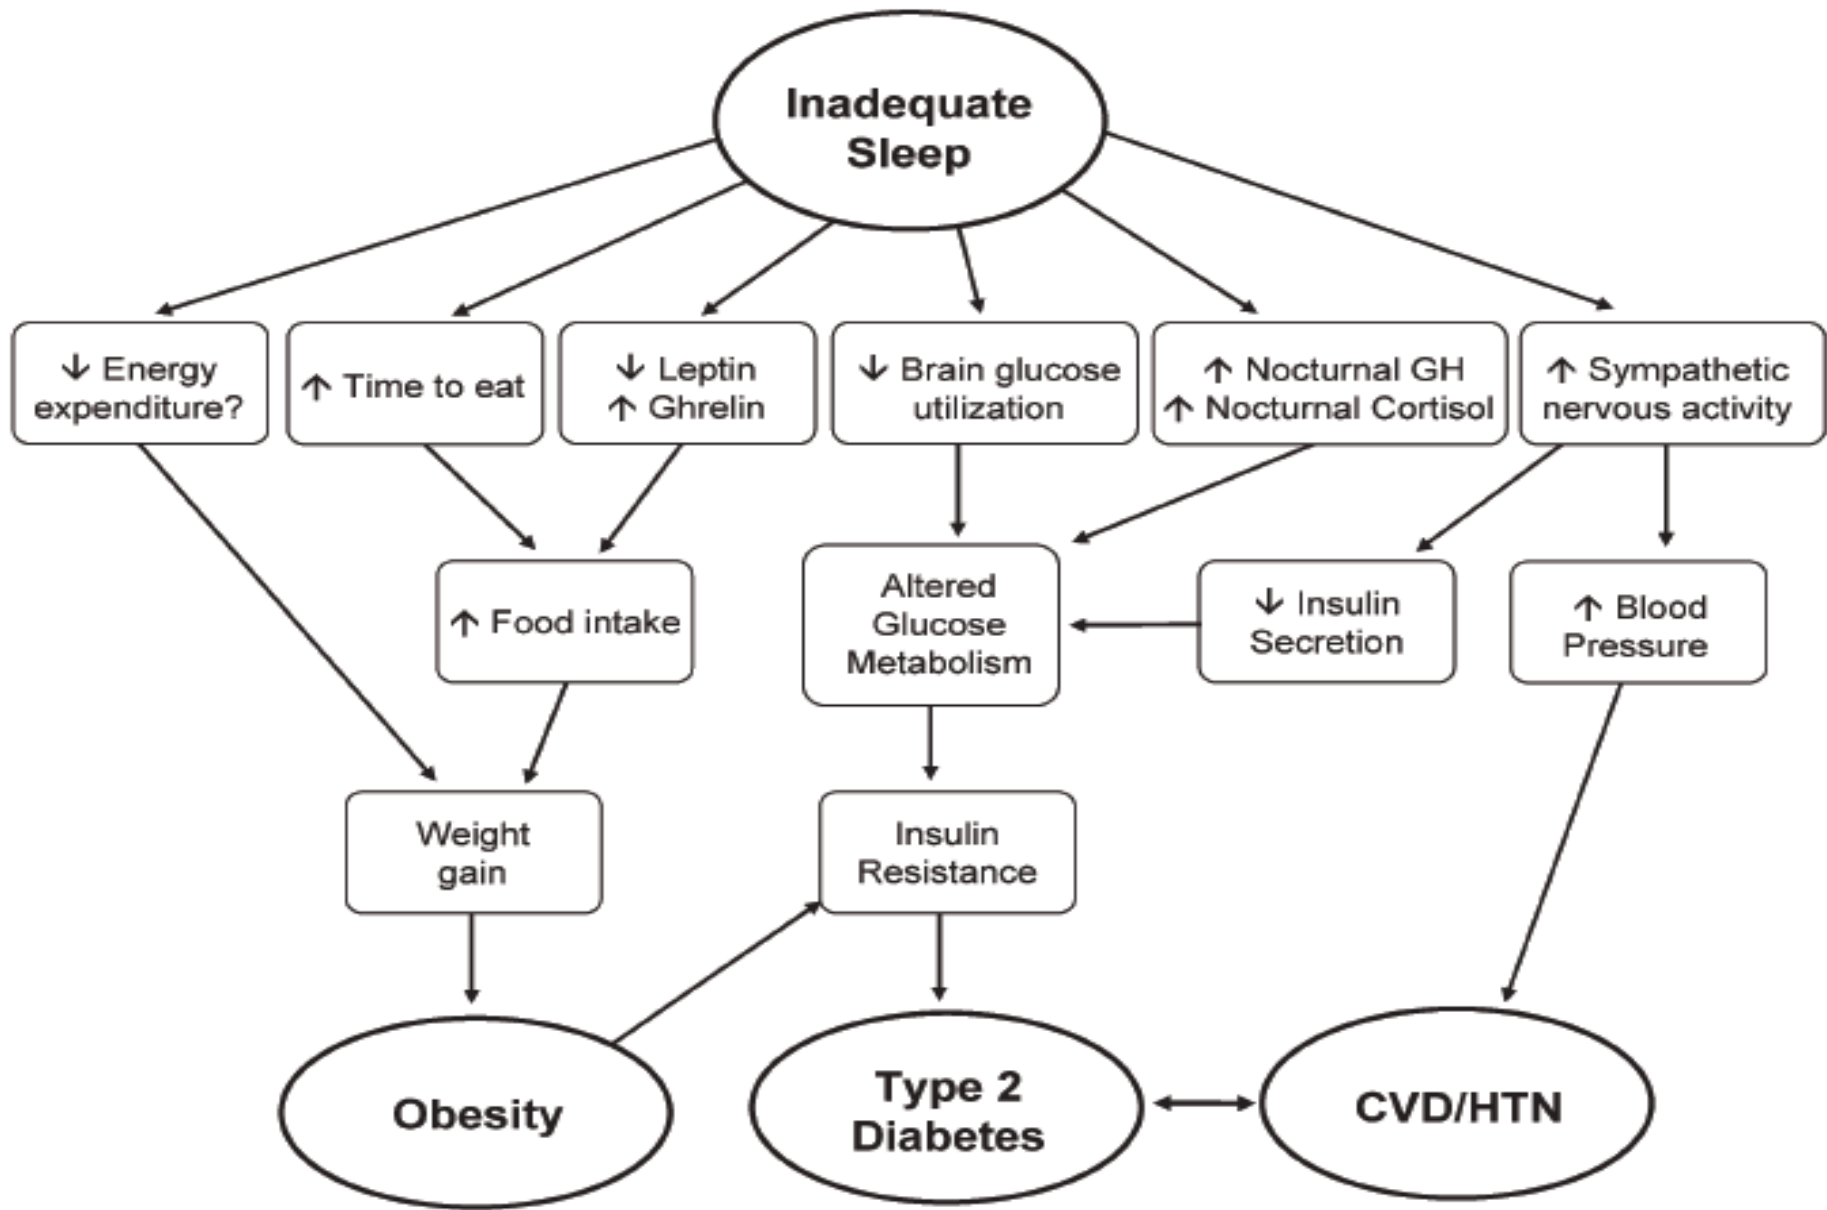 Inadequate
Sleep
↓ Energy
expenditure?
↑ Time to eat
↓ Leptin
↑ Ghrelin
↓ Brain glucose
utilization
↑ Nocturnal GH
↑ Nocturnal Cortisol
↑ Sympathetic
nervous activity
↑ Food intake
Altered
Glucose
Metabolism
↓ Insulin
Secretion
↑ Blood
Pressure
Weight
gain
Insulin
Resistance
Obesity
Type 2
Diabetes
CVD/HTN